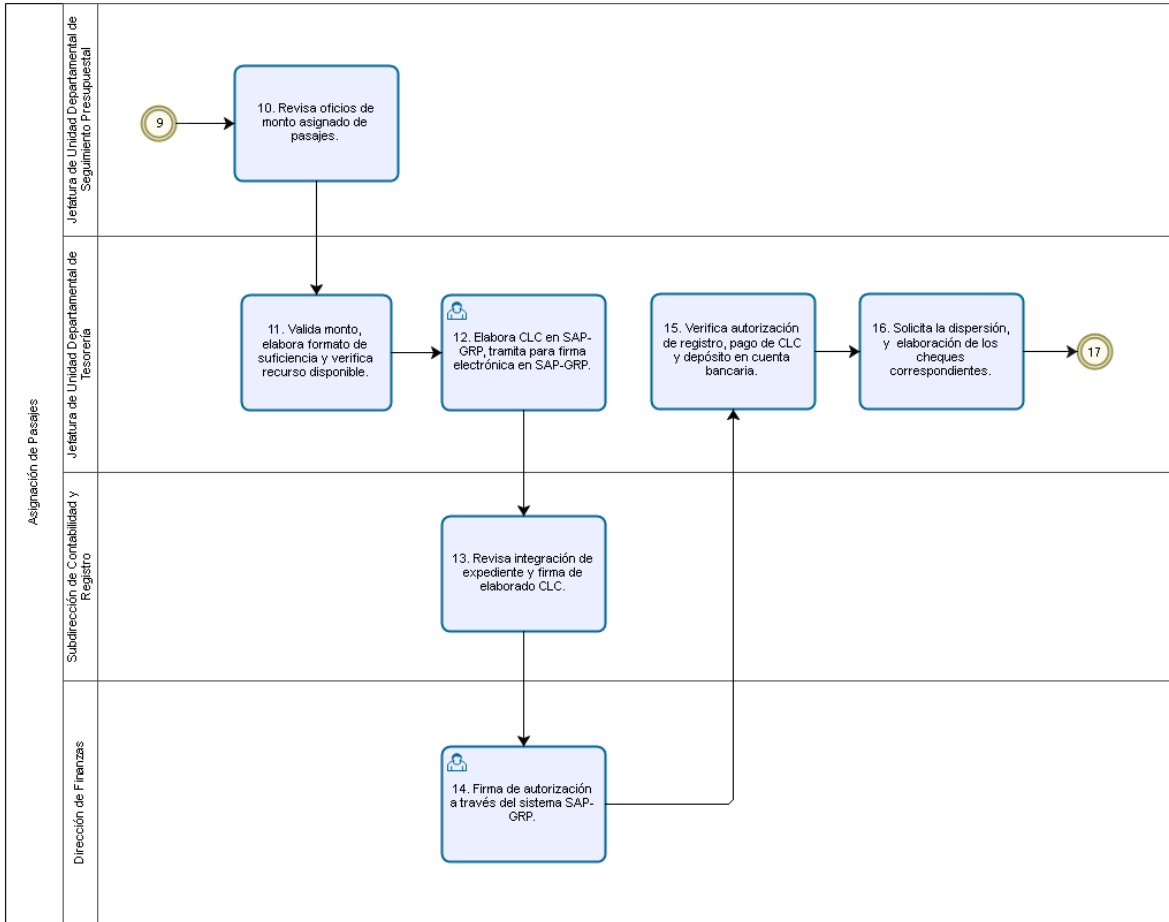 Asignación de Pasajes
Jefatura de Unidad Departamental de
Seguimiento Presupuestal
9
10. Revisa oficios de
monto asignado de
pasajes.
Jefatura de Unidad Departamental de
Tesorería
11. Valida monto,
elabora formato de
suficiencia y verifica
recurso disponible.
12. Elabora CLC en SAP-
GRP, tramita para firma
electrónica en SAP-GRP.
15. Verifica autorización
de registro, pago de CLC
y depósito en cuenta
bancaria.
16. Solicita la dispersión,
y elaboración de los
cheques
correspondientes.
17
Subdirección de Contabilidad y
Registro
13. Revisa integración de
expediente y firma de
elaborado CLC.
Dirección de Finanzas
14. Firma de autorización
a través del sistema SAP-
GRP.